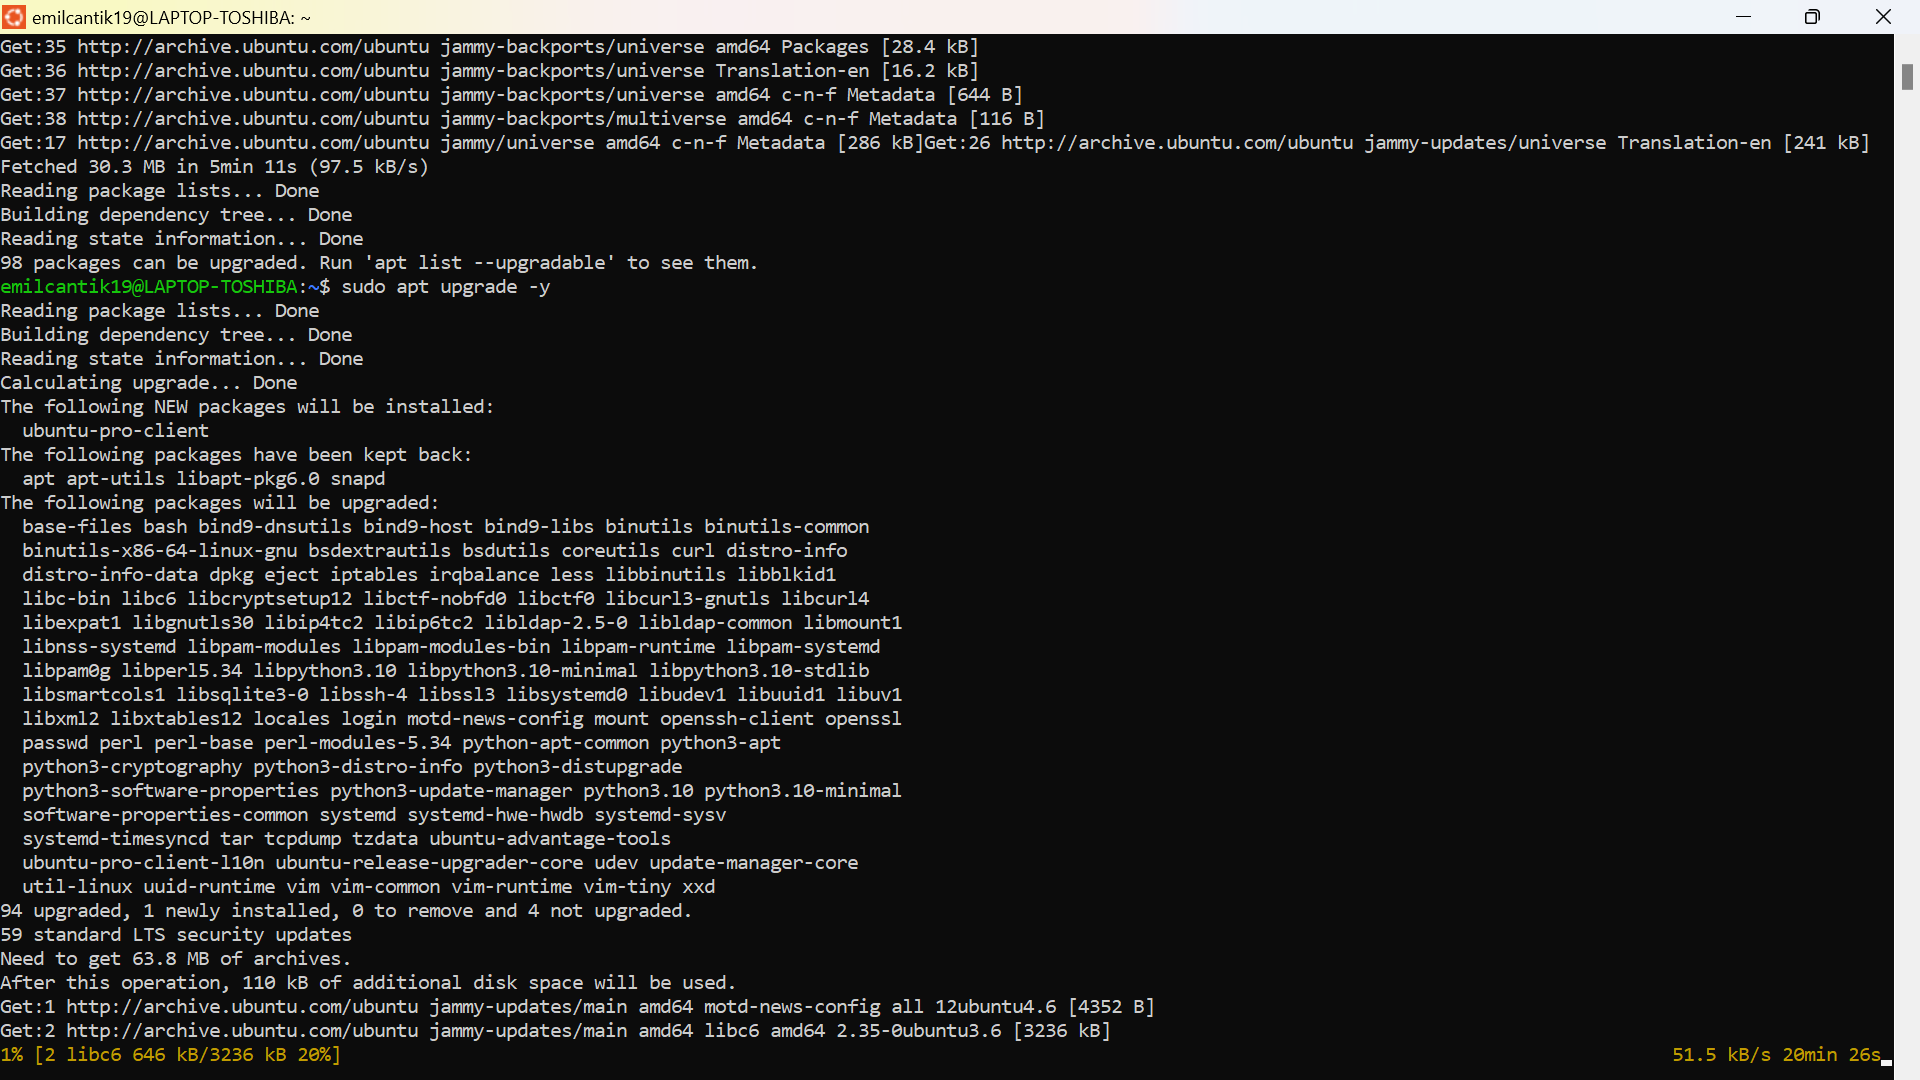 emilcantik19@LAPTOP-TOSHIBA: ~
Get:35 http://archive.ubuntu.com/ubuntu jammy-backports/universe amd64 Packages [28.4 kB]
Get:36 http://archive.ubuntu.com/ubuntu jammy-backports/universe Translation-en [16.2 kB]
Get:37 http://archive.ubuntu.com/ubuntu jammy-backports/universe amd64 c-n-f Metadata [644 B]
Get:38 http://archive.ubuntu.com/ubuntu jammy-backports/multiverse amd64 c-n-f Metadata [116 B]
Get:17 http://archive.ubuntu.com/ubuntu jammy/universe amd64 c-n-f Metadata [286 kB]Get:26 http://archive.ubuntu.com/ubuntu jammy-updates/universe Translation-en [241 kB]
Fetched 30.3 MB in 5min 11s (97.5 kB/s)
Reading package lists... Done
Building dependency tree... Done
Reading state information... Done
98 packages can be upgraded. Run 'apt list --upgradable' to see them.
emilcantik19@LAPTOP-TOSHIBA:~$ sudo apt upgrade -y
Reading package lists... Done
Building dependency tree... Done
Reading state information... Done
Calculating upgrade... Done
The following NEW packages will be installed:
  ubuntu-pro-client
The following packages have been kept back:
  apt apt-utils libapt-pkg6.0 snapd
The following packages will be upgraded:
  base-files bash bind9-dnsutils bind9-host bind9-libs binutils binutils-common
  binutils-x86-64-linux-gnu bsdextrautils bsdutils coreutils curl distro-info
  distro-info-data dpkg eject iptables irqbalance less libbinutils libblkid1
  libc-bin libc6 libcryptsetup12 libctf-nobfd0 libctf0 libcurl3-gnutls libcurl4
  libexpat1 libgnutls30 libip4tc2 libip6tc2 libldap-2.5-0 libldap-common libmount1
  libnss-systemd libpam-modules libpam-modules-bin libpam-runtime libpam-systemd
  libpam0g libperl5.34 libpython3.10 libpython3.10-minimal libpython3.10-stdlib
  libsmartcols1 libsqlite3-0 libssh-4 libssl3 libsystemd0 libudev1 libuuid1 libuv1
  libxml2 libxtables12 locales login motd-news-config mount openssh-client openssl
  passwd perl perl-base perl-modules-5.34 python-apt-common python3-apt
  python3-cryptography python3-distro-info python3-distupgrade
  python3-software-properties python3-update-manager python3.10 python3.10-minimal
  software-properties-common systemd systemd-hwe-hwdb systemd-sysv
  systemd-timesyncd tar tcpdump tzdata ubuntu-advantage-tools
  ubuntu-pro-client-l10n ubuntu-release-upgrader-core udev update-manager-core
  util-linux uuid-runtime vim vim-common vim-runtime vim-tiny xxd
94 upgraded, 1 newly installed, 0 to remove and 4 not upgraded.
59 standard LTS security updates
Need to get 63.8 MB of archives.
After this operation, 110 kB of additional disk space will be used.
Get:1 http://archive.ubuntu.com/ubuntu jammy-updates/main amd64 motd-news-config all 12ubuntu4.6 [4352 B]
Get:2 http://archive.ubuntu.com/ubuntu jammy-updates/main amd64 libc6 amd64 2.35-0ubuntu3.6 [3236 kB]
1% [2 libc6 646 kB/3236 kB 20%] 51.5 kB/s 20min 26s